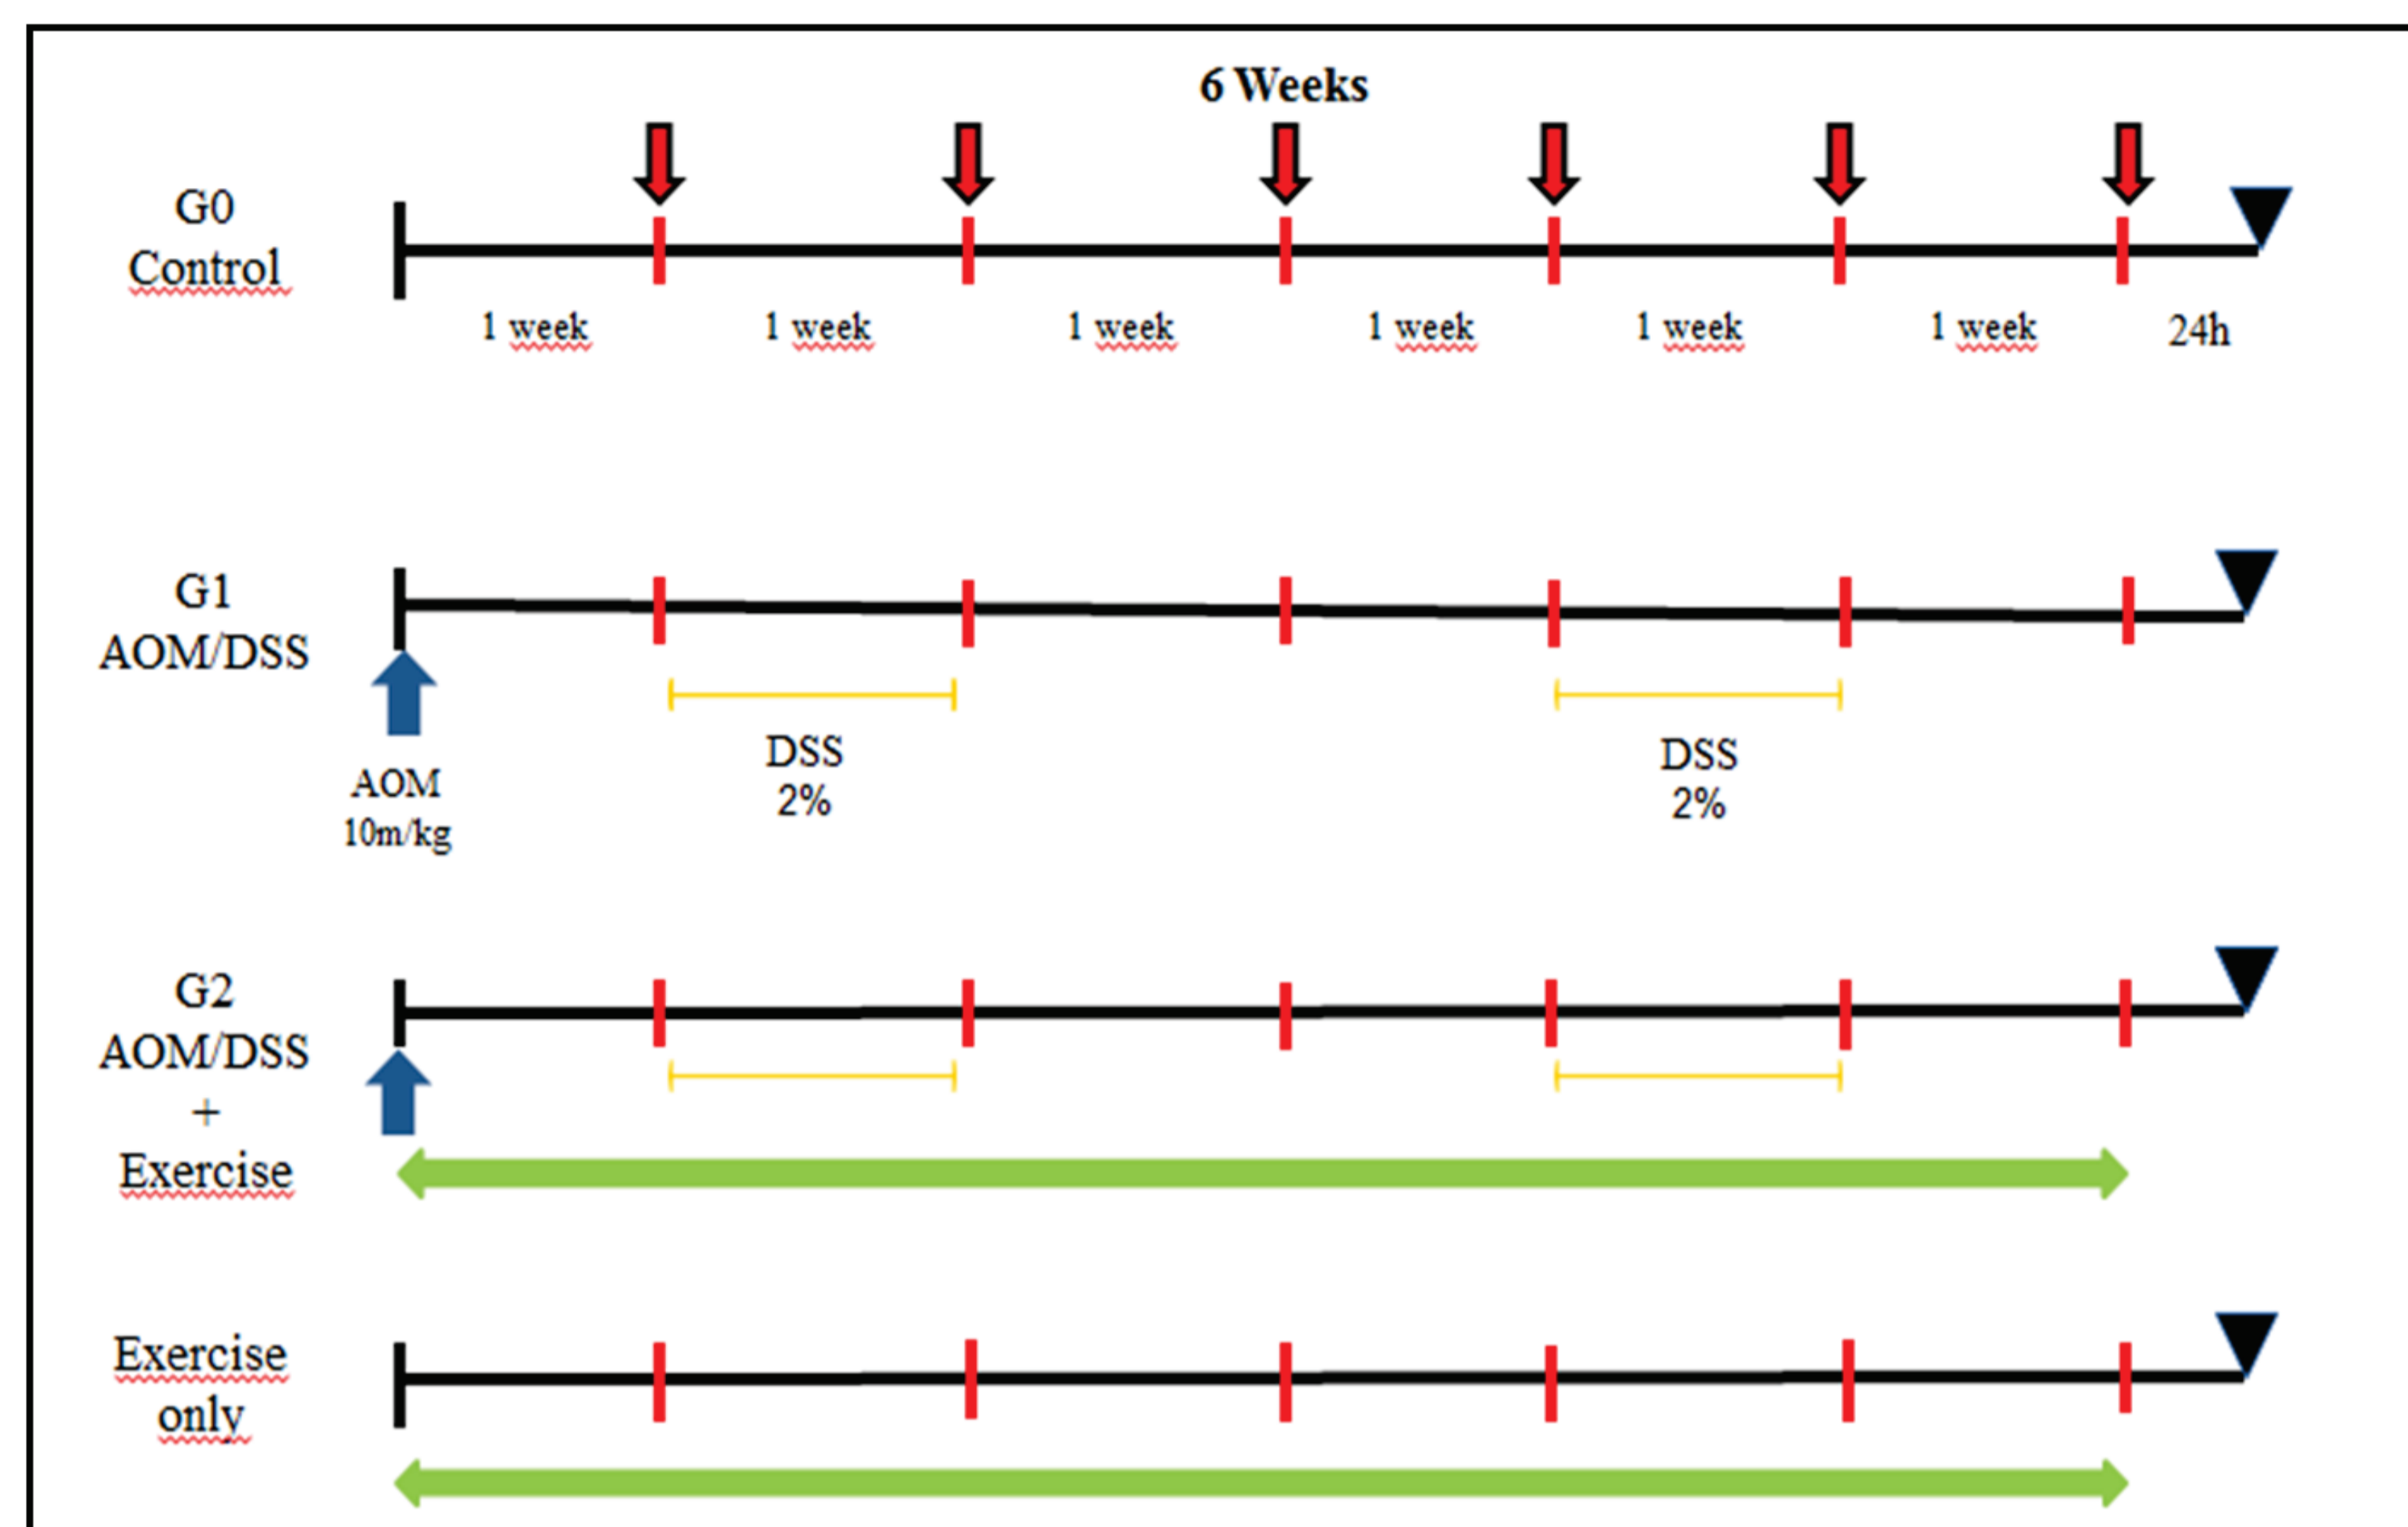 6 Weeks
G0
Control
1 week 1 week 1 week 1 week 1 week 1 week 24h
G1
AOM/DSS
AOM
10m/kg
DSS
2%
DSS
2%
G2
AOM/DSS
+
Exercise
Exercise
only